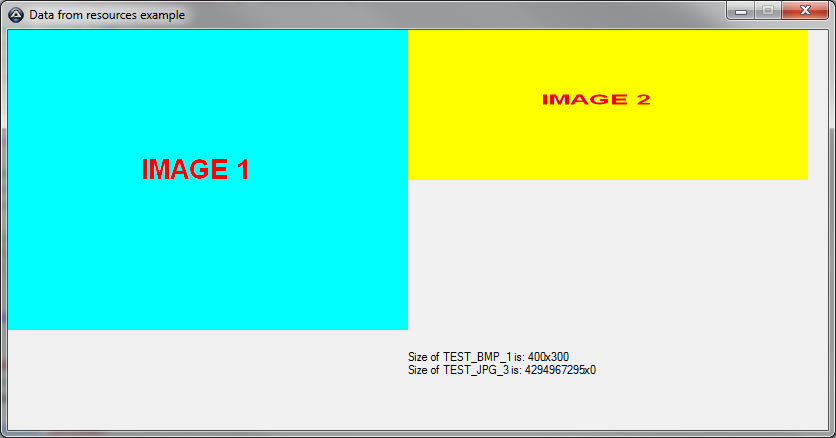 Data from resources example
IMAGE 1
IMAGE 2
Size of TEST_BMP_1 is: 400x300
Size of TEST_JPG_3 is: 4294967295x0